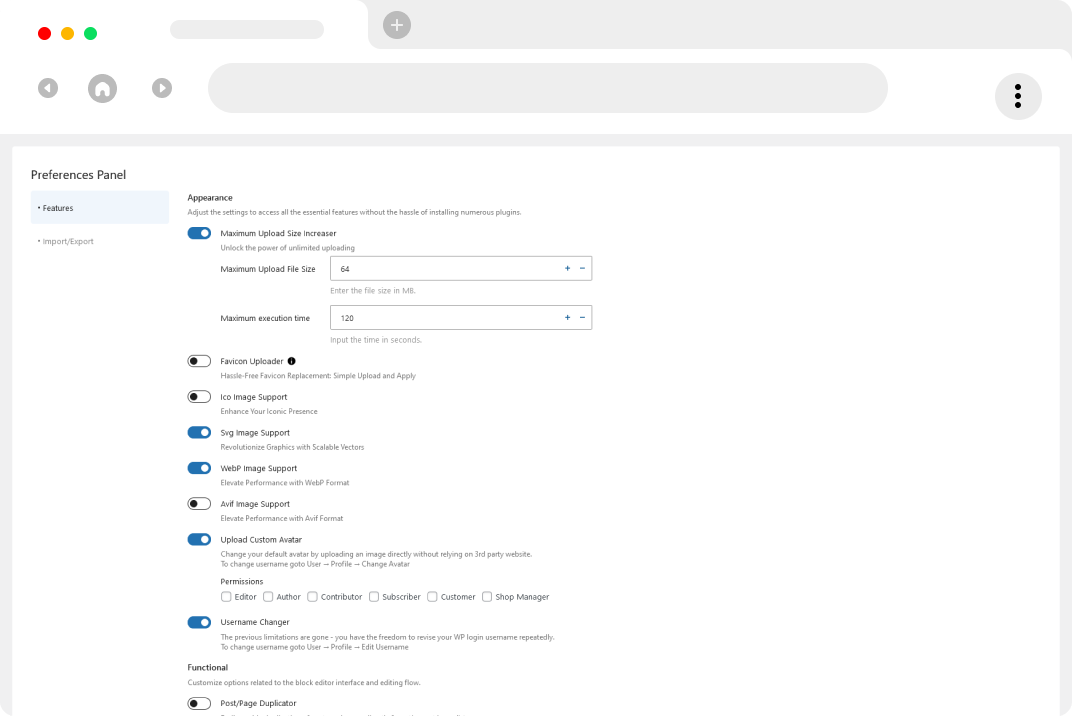 Preferences Panel
• Features
• Import/Export
Appearance
Adjust the settings to access all the essential features without the hassle of installing numerous plugins.
Maximum Upload Size Increaser
Unlock the power of unlimited uploading
Maximum Upload File Size
64
+ −
Enter the file size in MB.
Maximum execution time
120
+ −
Input the time in seconds.
Favicon Uploader
Hassle-Free Favicon Replacement: Simple Upload and Apply
Ico Image Support
Enhance Your Iconic Presence
Svg Image Support
Revolutionize Graphics with Scalable Vectors
WebP Image Support
Elevate Performance with WebP Format
Avif Image Support
Elevate Performance with Avif Format
Upload Custom Avatar
Change your default avatar by uploading an image directly without relying on 3rd party website.
To change username goto User → Profile → Change Avatar
Permissions
Editor Author Contributor Subscriber Customer Shop Manager
Username Changer
The previous limitations are gone - you have the freedom to revise your WP login username repeatedly.
To change username goto User → Profile → Edit Username
Functional
Customize options related to the block editor interface and editing flow.
Post/Page Duplicator